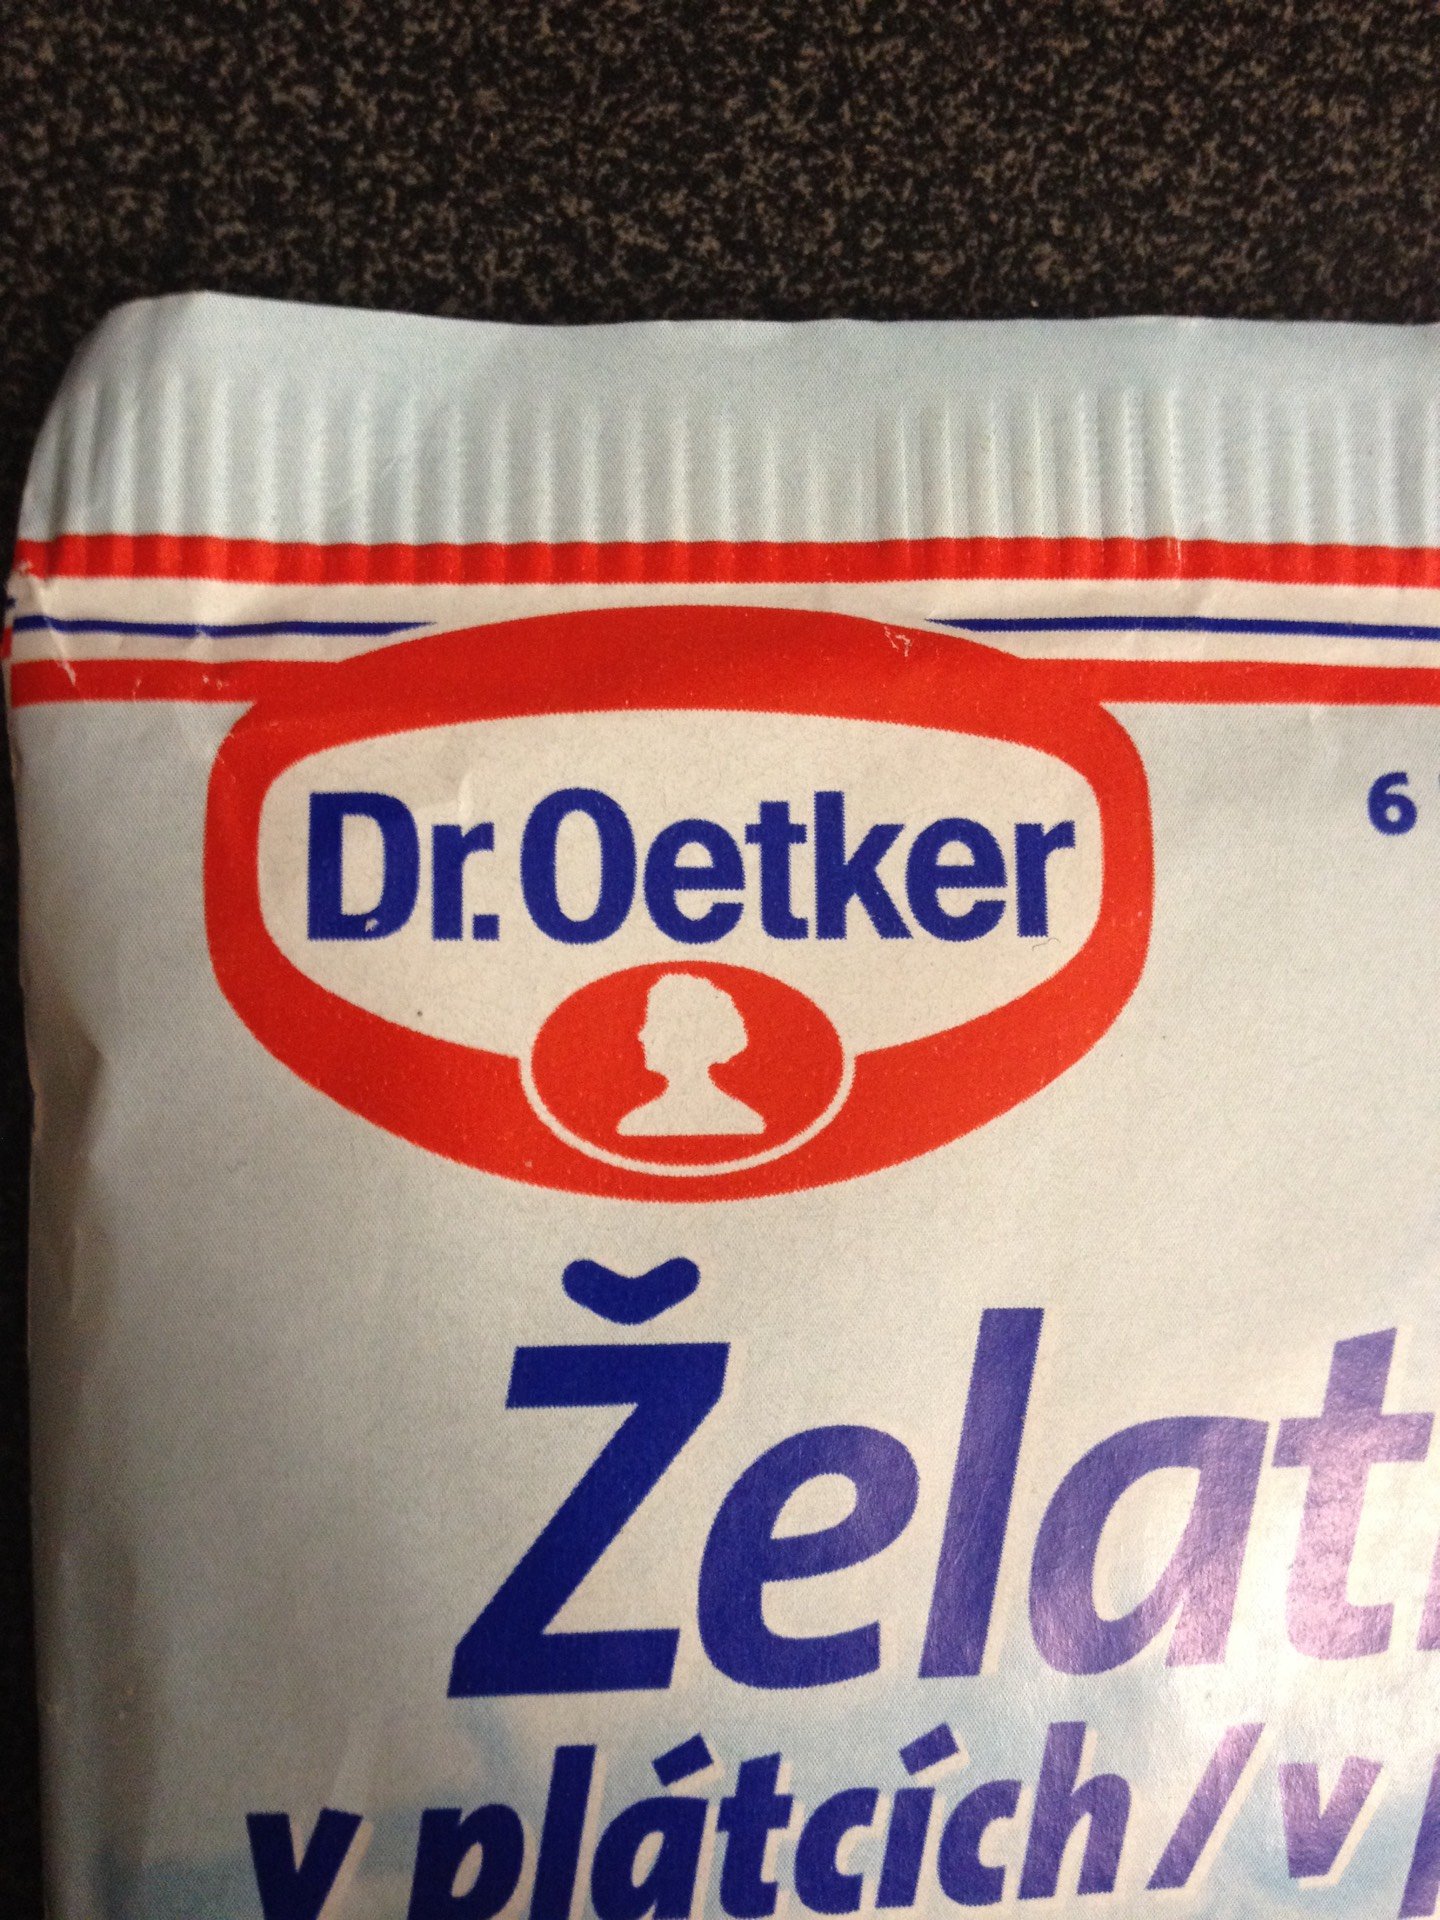 Dr. Oetker
6
Želat
v plátcích / v